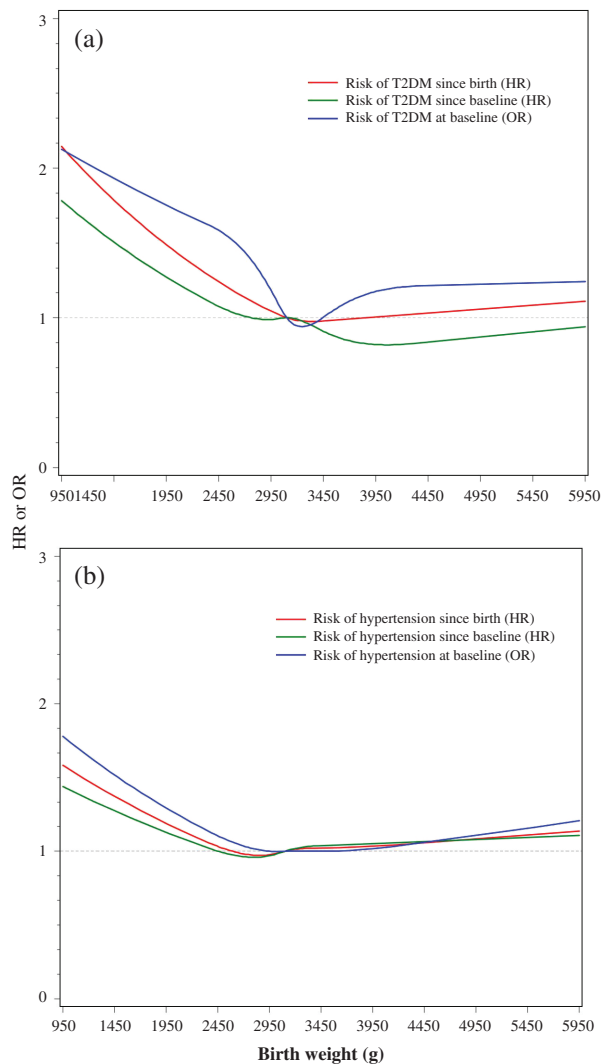 (a)
3
2
1
0
Risk of T2DM since birth (HR)
Risk of T2DM since baseline (HR)
Risk of T2DM at baseline (OR)
950 1450 1950 2450 2950 3450 3950 4450 4950 5950
HR or OR
(b)
3
2
1
0
Risk of hypertension since birth (HR)
Risk of hypertension since baseline (HR)
Risk of hypertension at baseline (OR)
950 1450 1950 2450 2950 3450 3950 4450 4950 5950
Birth weight (g)